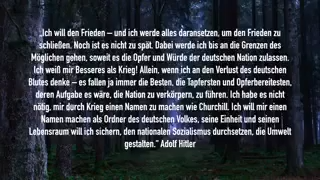 „Ich will den Frieden – und ich werde alles daransetzen, um den Frieden zu
schließen. Noch ist es nicht zu spät. Dabei werde ich bis an die Grenzen des
Möglichen gehen, soweit es die Opfer und Würde der deutschen Nation zulassen.
Ich weiß mir Besseres als Krieg! Allein, wenn ich an den Verlust des deutschen
Blutes denke – es fallen ja immer die Besten, die Tapfersten und Opferbereitesten,
deren Aufgabe es wäre, die Nation zu verkörpern, zu führen. Ich habe es nicht
nötig, mir durch Krieg einen Namen zu machen wie Churchill. Ich will mir einen
Namen machen als Ordner des deutschen Volkes, seine Einheit und seinen
Lebensraum will ich sichern, den nationalen Sozialismus durchsetzen, die Umwelt
gestalten.“ Adolf Hitler